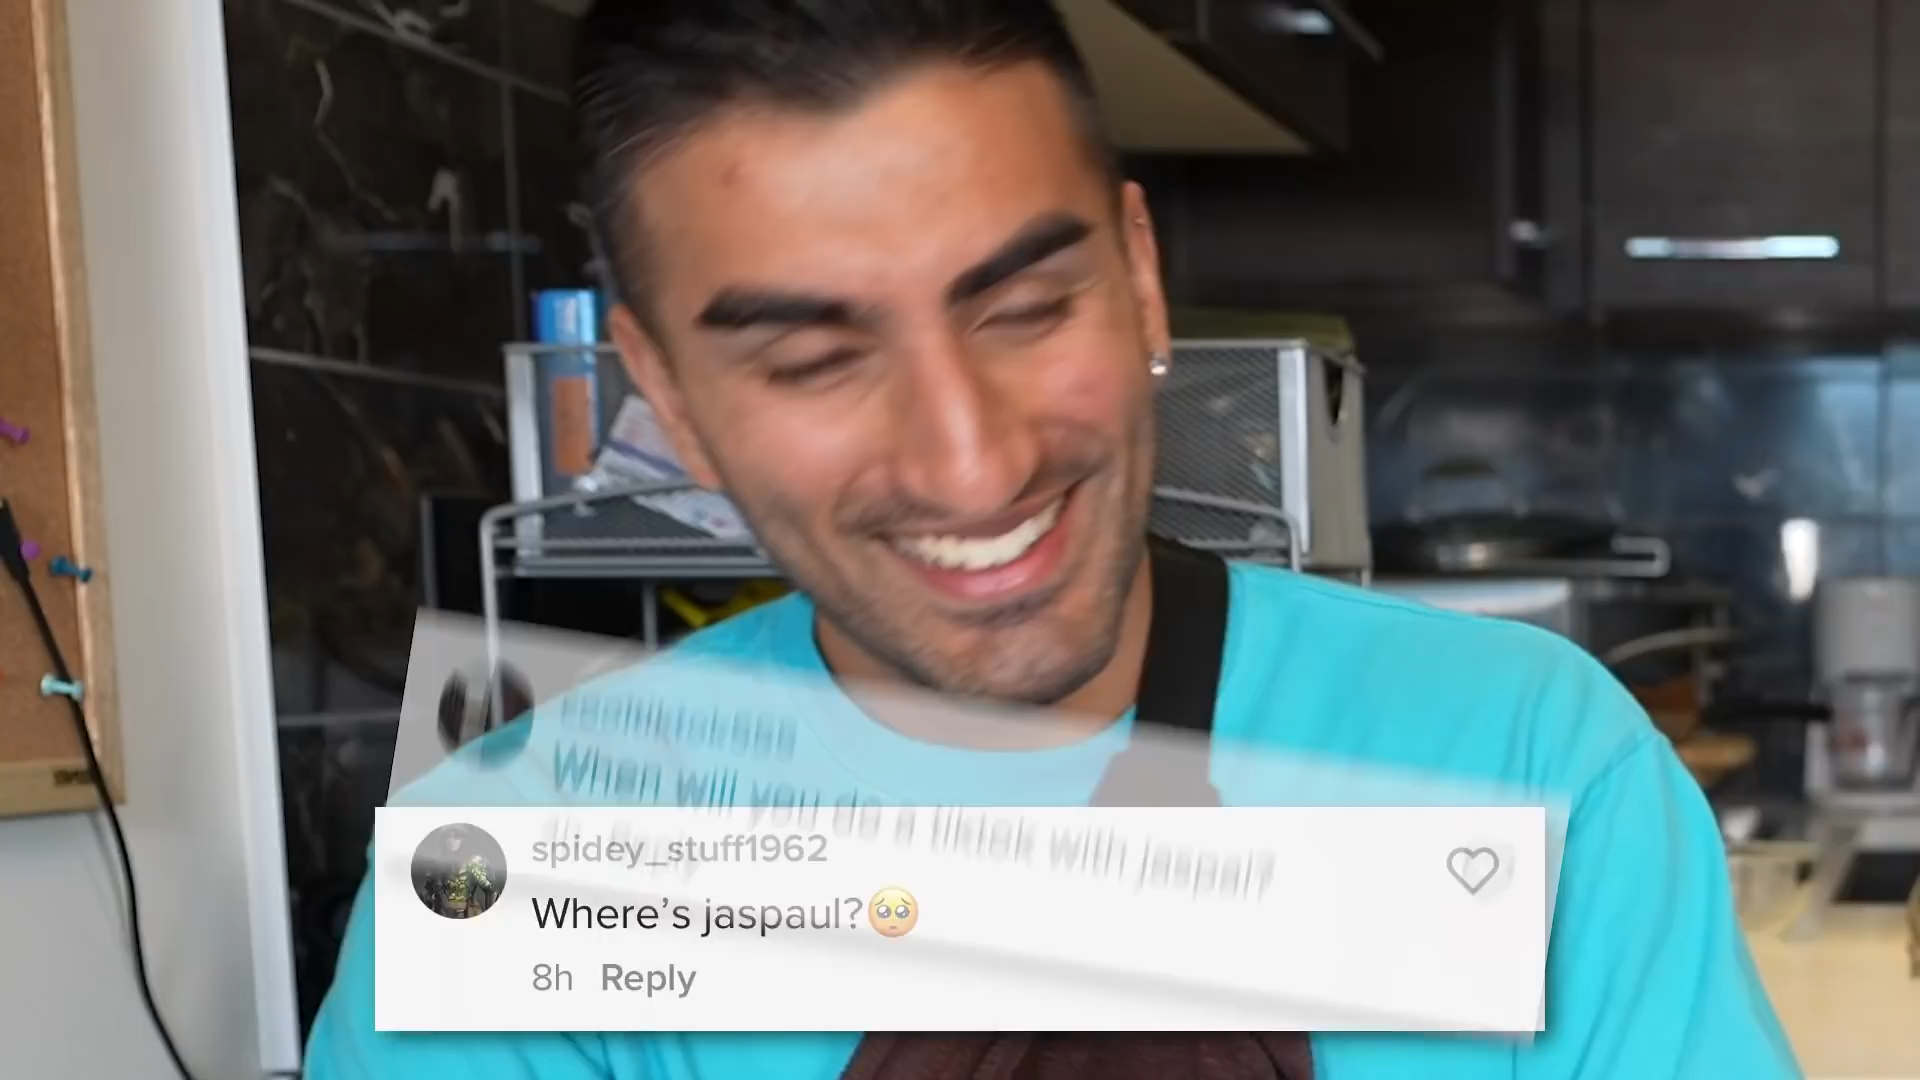 When will you do a tiktok with jaspal?
spidey_stuff1962
Where’s jaspaul?🥺
8h Reply